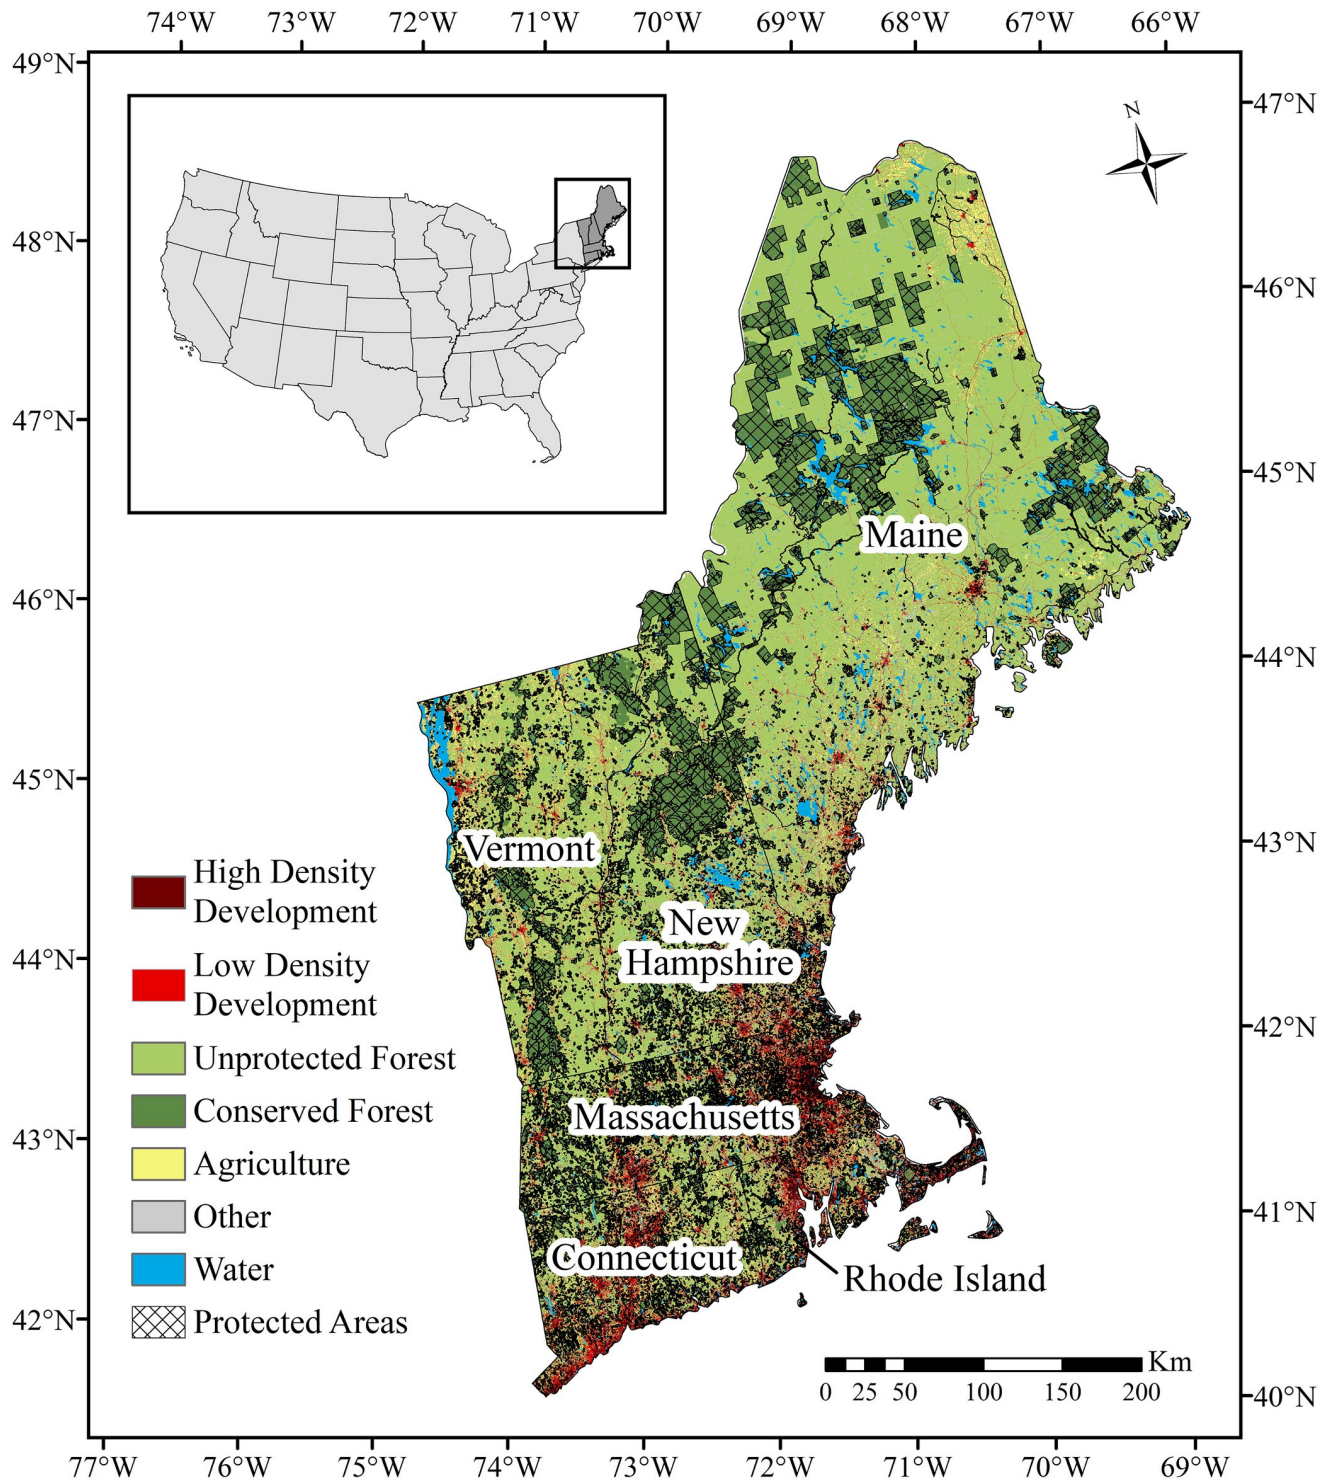 74°W 73°W 72°W 71°W 70°W 69°W 68°W 67°W 66°W
49°N
47°N
N
48°N
46°N
47°N
45°N
Maine
46°N
44°N
45°N
43°N
Vermont
High Density
Development
New
Hampshire
44°N
Low Density
Development
42°N
Unprotected Forest
Conserved Forest
Massachusetts
43°N
Agriculture
Other
41°N
Connecticut
Water
Rhode Island
42°N
Protected Areas
Km
0 25 50 100 150 200
40°N
77°W 76°W 75°W 74°W 73°W 72°W 71°W 70°W 69°W